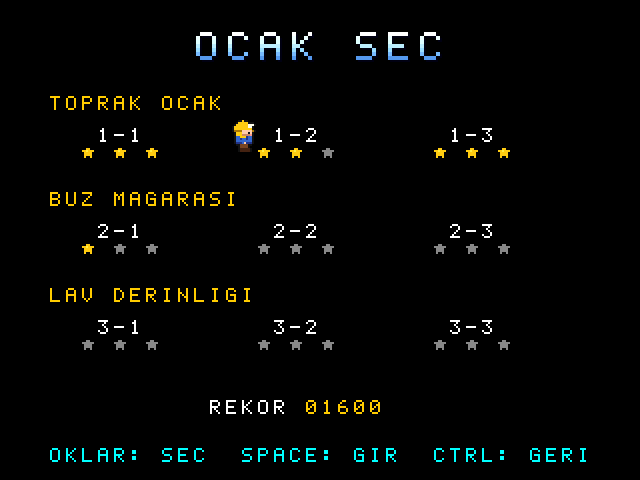 OCAK SEC
TOPRAK OCAK
1-1 1-2 1-3
BUZ MAGARASI
2-1 2-2 2-3
LAV DERINLIGI
3-1 3-2 3-3
REKOR 01600
OKLAR: SEC SPACE: GIR CTRL: GERI